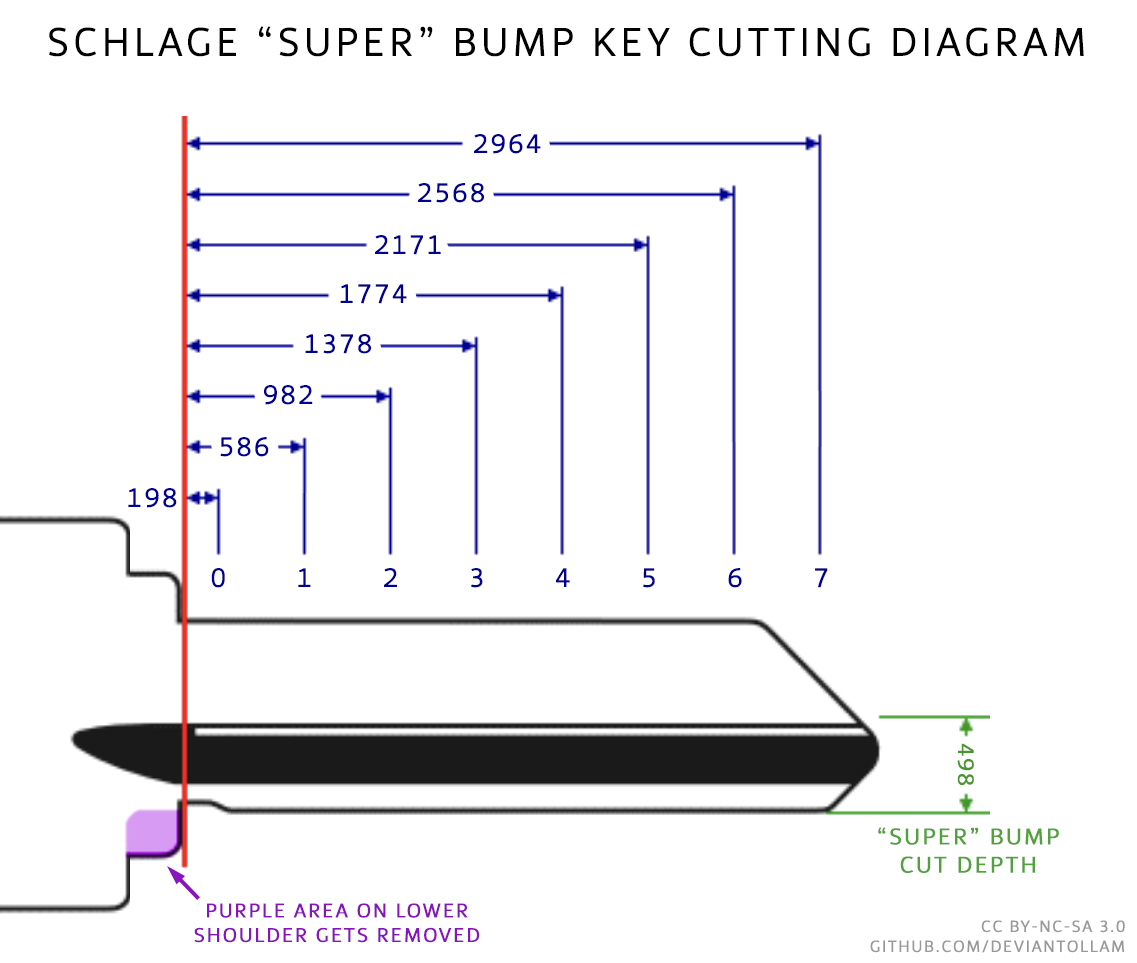 SCHLAGE “SUPER” BUMP KEY CUTTING DIAGRAM
2964
2568
2171
1774
1378
982
586
198
0 1 2 3 4 5 6 7
498
“SUPER” BUMP
CUT DEPTH
PURPLE AREA ON LOWER
SHOULDER GETS REMOVED
CC BY-NC-SA 3.0
GITHUB.COM/DEVIANTOLLAM